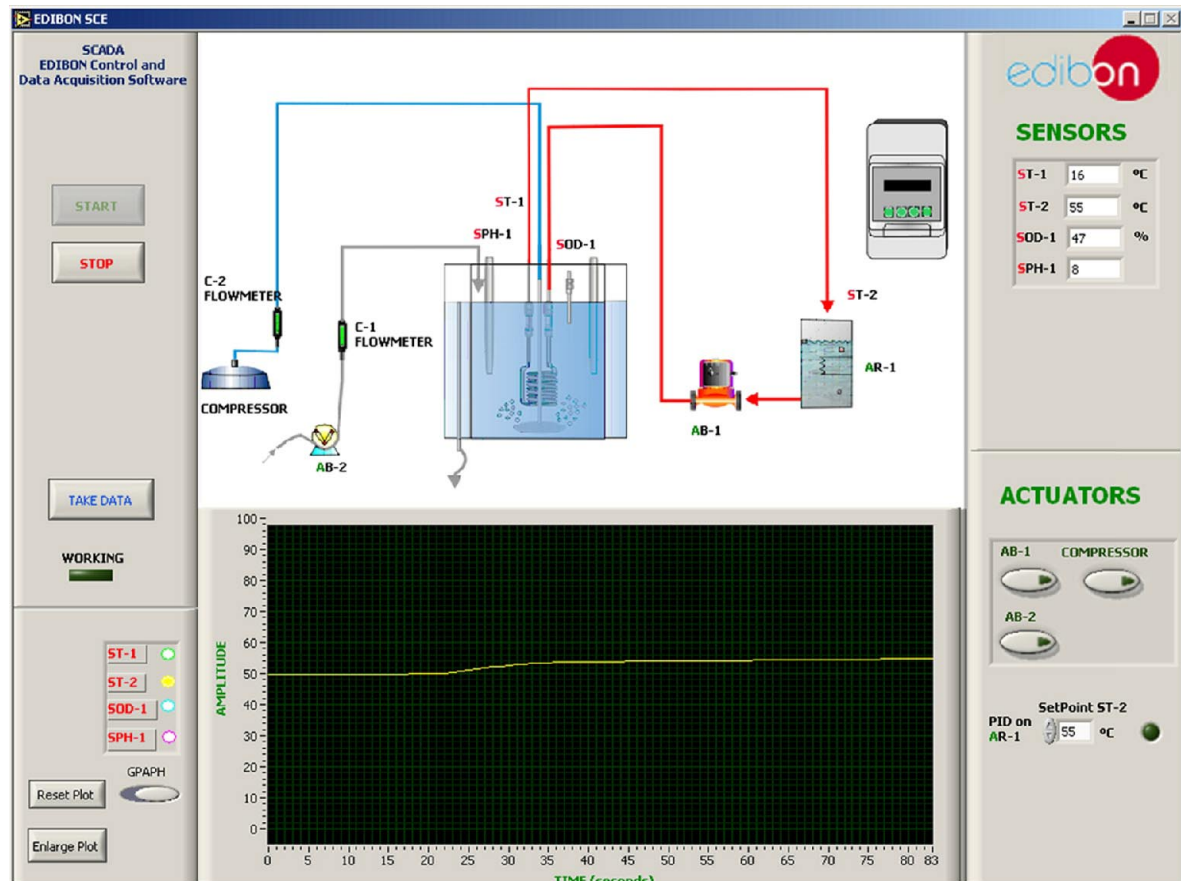 EDIBON SCE
SCADA
EDIBON Control and
Data Acquisition Software
START
STOP
TAKE DATA
WORKING
ST-1
ST-2
SOD-1
SPH-1
GPAPH
Reset Plot
Enlarge Plot
ST-1
SPH-1
SOD-1
C-2
FLOWMETER
C-1
FLOWMETER
ST-2
AR-1
COMPRESSOR
AB-1
AB-2
AMPLITUDE
100
90
80
70
60
50
40
30
20
10
0
0 5 10 15 20 25 30 35 40 45 50 55 60 65 70 75 80 83
TIME (seconds)
edibon
SENSORS
ST-1 16 ºC
ST-2 55 ºC
SOD-1 47 %
SPH-1 8
ACTUATORS
AB-1 COMPRESSOR
AB-2
SetPoint ST-2
PID on
AR-1 55 ºC